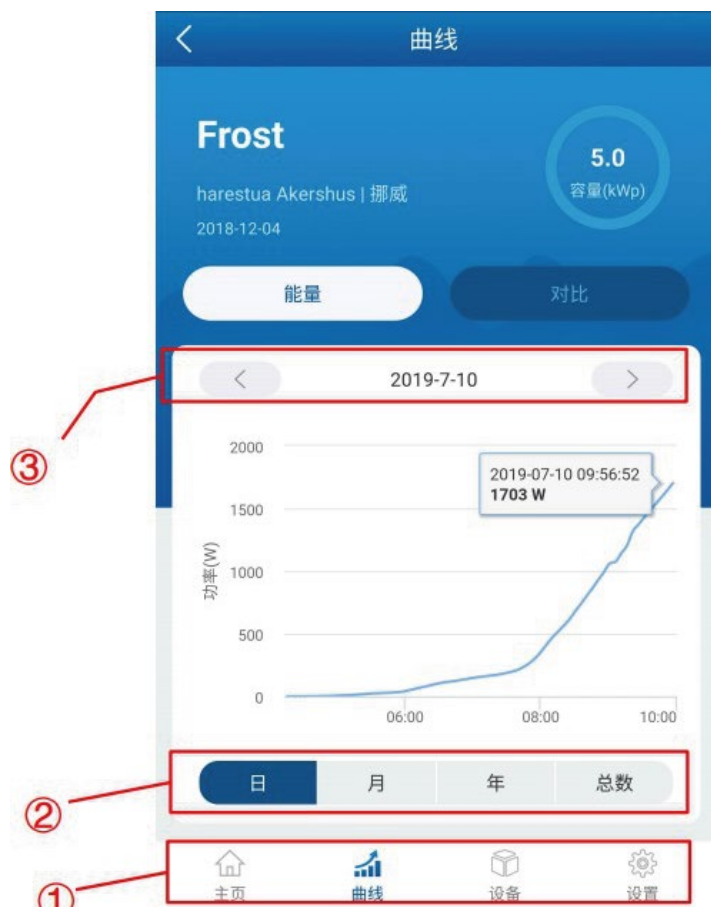 曲线
Frost
5.0
容量(kWp)
harestua Akershus | 挪威
2018-12-04
能量
对比
2019-7-10
③
2000
2019-07-10 09:56:52
1703 W
1500
功率(W)
1000
500
0
06:00
08:00
10:00
日
月
年
总数
②
主页
曲线
设备
设置
①